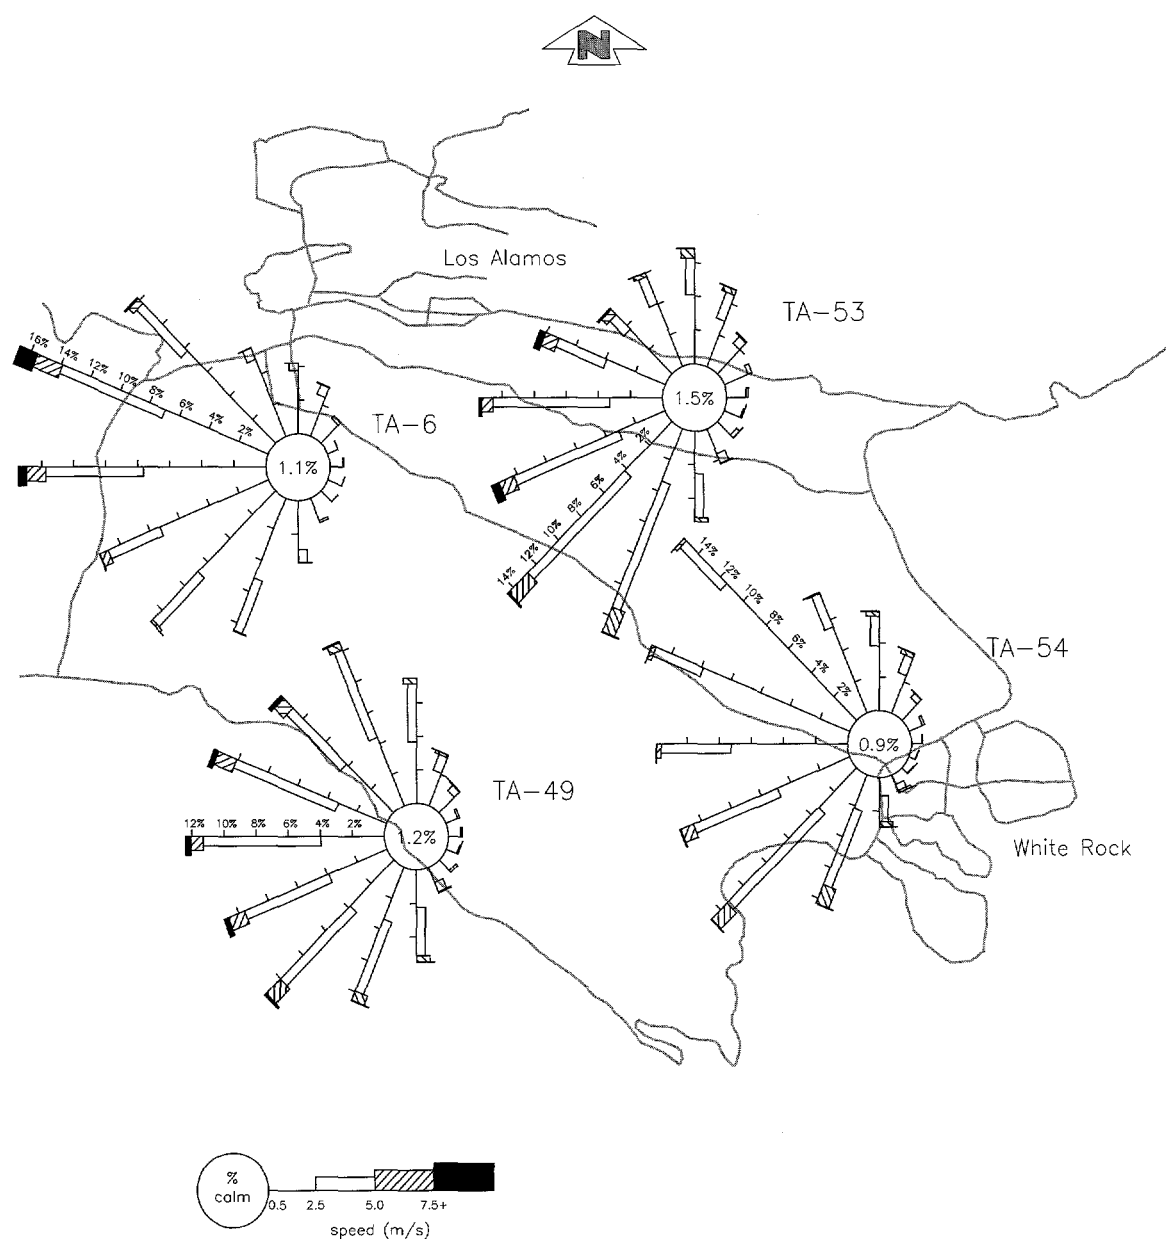 N
Los Alamos
TA-53
1.5%
2%
4%
6%
8%
10%
12%
14%
16%
14%
12%
10%
8%
6%
4%
2%
TA-6
1.1%
14%
12%
10%
8%
6%
4%
2%
TA-54
0.9%
TA-49
12% 10% 8% 6% 4% 2%
.2%
White Rock
%
calm
0.5 2.5 5.0 7.5+
speed (m/s)